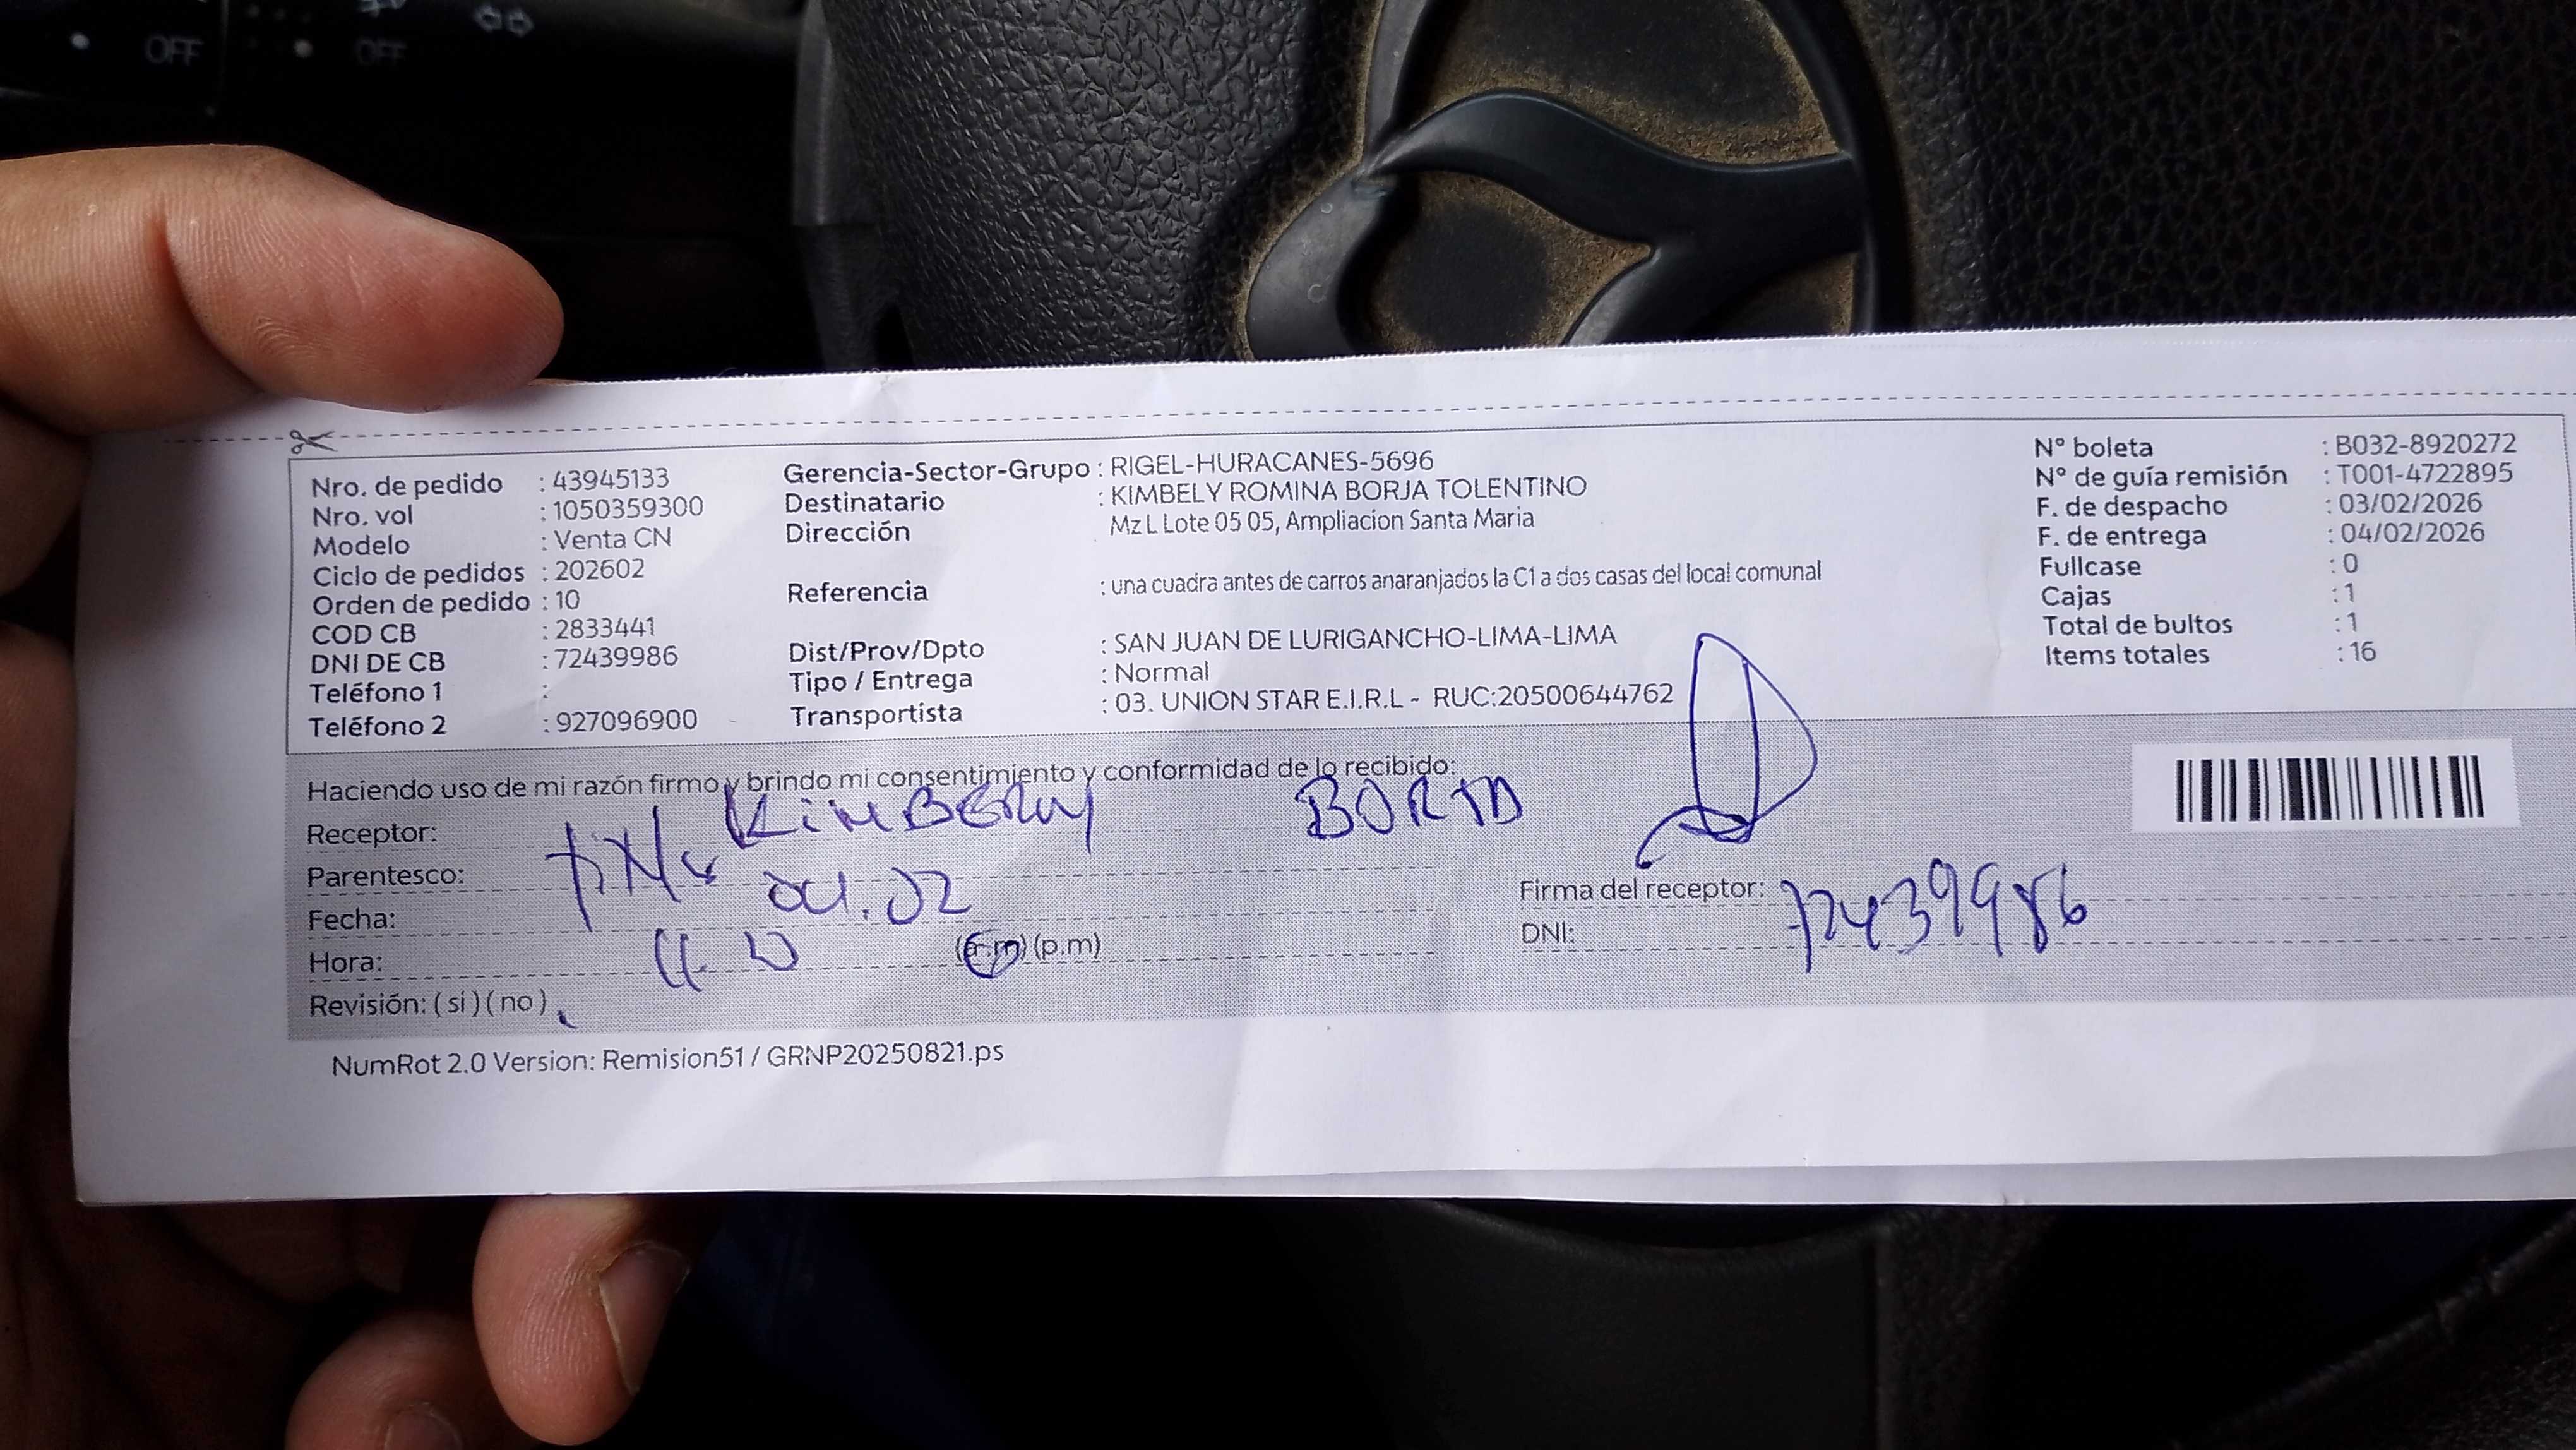 OFF OFF
Nro. de pedido : 43945133
Nro. vol : 1050359300
Modelo : Venta CN
Ciclo de pedidos : 202602
Orden de pedido : 10
COD CB : 2833441
DNI DE CB : 72439986
Teléfono 1 :
Teléfono 2 : 927096900
Gerencia-Sector-Grupo : RIGEL-HURACANES-5696
Destinatario : KIMBELY ROMINA BORJA TOLENTINO
Dirección Mz L Lote 05 05, Ampliacion Santa Maria
Referencia : una cuadra antes de carros anaranjados la C1 a dos casas del local comunal
Dist/Prov/Dpto : SAN JUAN DE LURIGANCHO-LIMA-LIMA
Tipo / Entrega : Normal
Transportista : 03. UNION STAR E.I.R.L - RUC:20500644762
N° boleta : B032-8920272
N° de guía remisión : T001-4722895
F. de despacho : 03/02/2026
F. de entrega : 04/02/2026
Fullcase : 0
Cajas : 1
Total de bultos : 1
Items totales : 16
Haciendo uso de mi razón firmo y brindo mi consentimiento y conformidad de lo recibido:
Receptor:
Parentesco:
Fecha: 04.02
Hora: (a.m) (p.m)
Revisión: ( si ) ( no )
Firma del receptor:
DNI: 72439986
NumRot 2.0 Version: Remision51 / GRNP20250821.ps